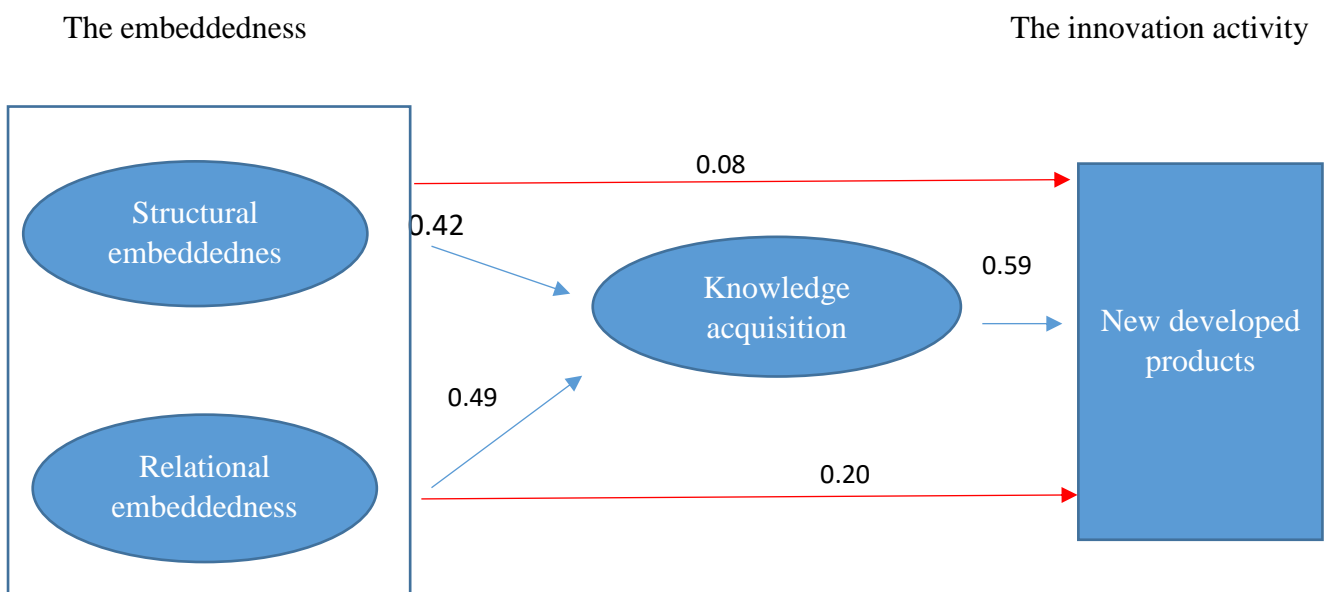 The embeddedness
The innovation activity
0.08
Structural
embeddednes
0.42
Knowledge
acquisition
0.59
New developed
products
0.49
Relational
embeddedness
0.20